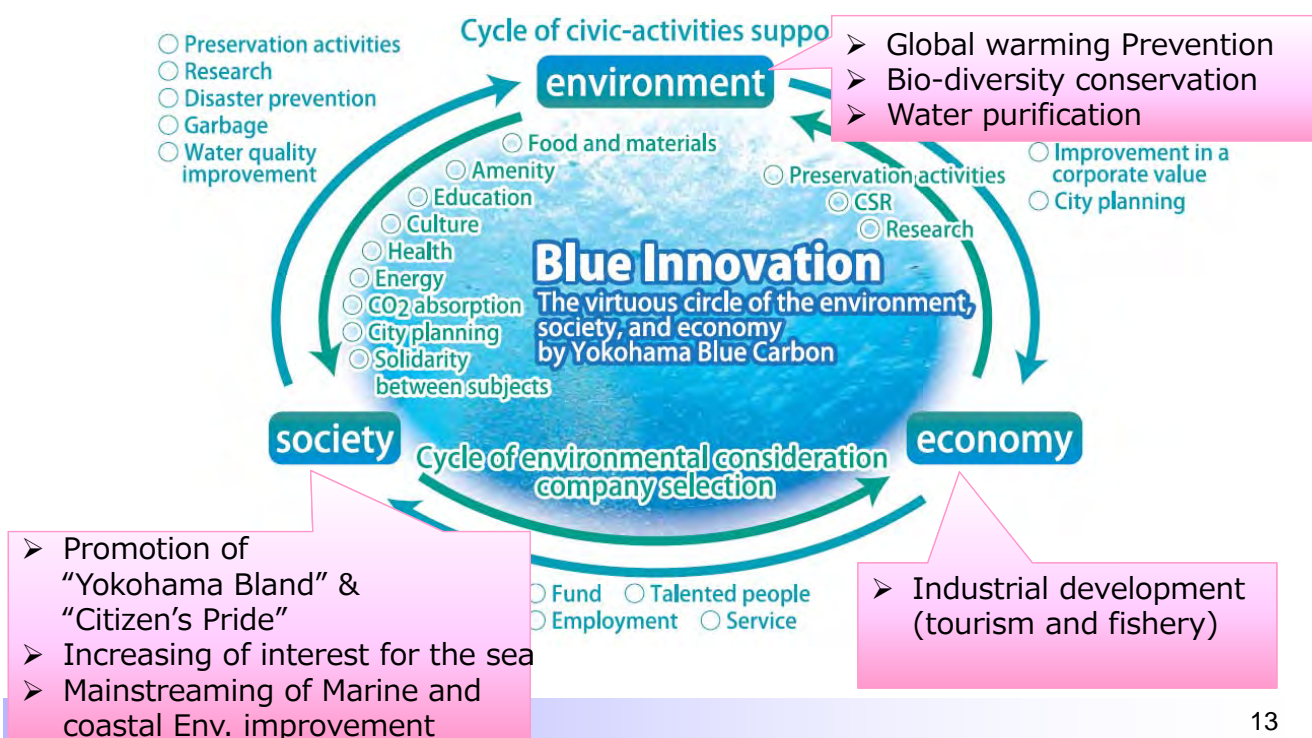 Cycle of civic-activities suppo
environment
➢ Global warming Prevention
➢ Bio-diversity conservation
➢ Water purification
○ Preservation activities
○ Research
○ Disaster prevention
○ Garbage
○ Water quality
improvement
◎ Food and materials
◎ Amenity
◎ Education
◎ Culture
◎ Health
◎ Energy
◎ CO2 absorption
◎ City planning
◎ Solidarity
between subjects
◎ Preservation activities
◎ CSR
◎ Research
○ Improvement in a
corporate value
○ City planning
Blue Innovation
The virtuous circle of the environment,
society, and economy
by Yokohama Blue Carbon
society
economy
Cycle of environmental consideration
company selection
➢ Promotion of
“Yokohama Bland” &
“Citizen’s Pride”
➢ Increasing of interest for the sea
➢ Mainstreaming of Marine and
coastal Env. improvement
○ Fund ○ Talented people
○ Employment ○ Service
➢ Industrial development
(tourism and fishery)
13